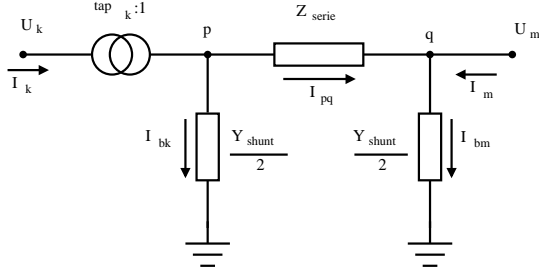 tap k :1
Z serie
U k
p
q
U m
I k
I pq
I m
I bk
Y shunt
2
Y shunt
2
I bm